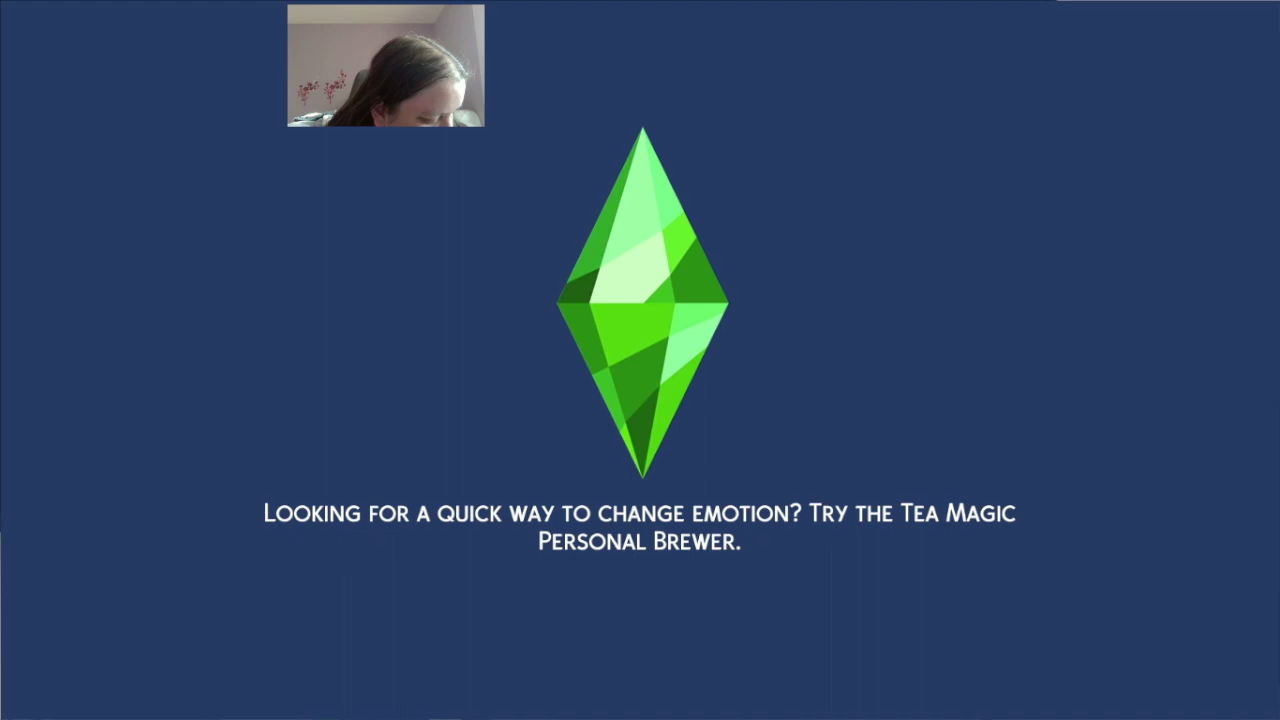 Looking for a quick way to change emotion? Try the Tea Magic
Personal Brewer.